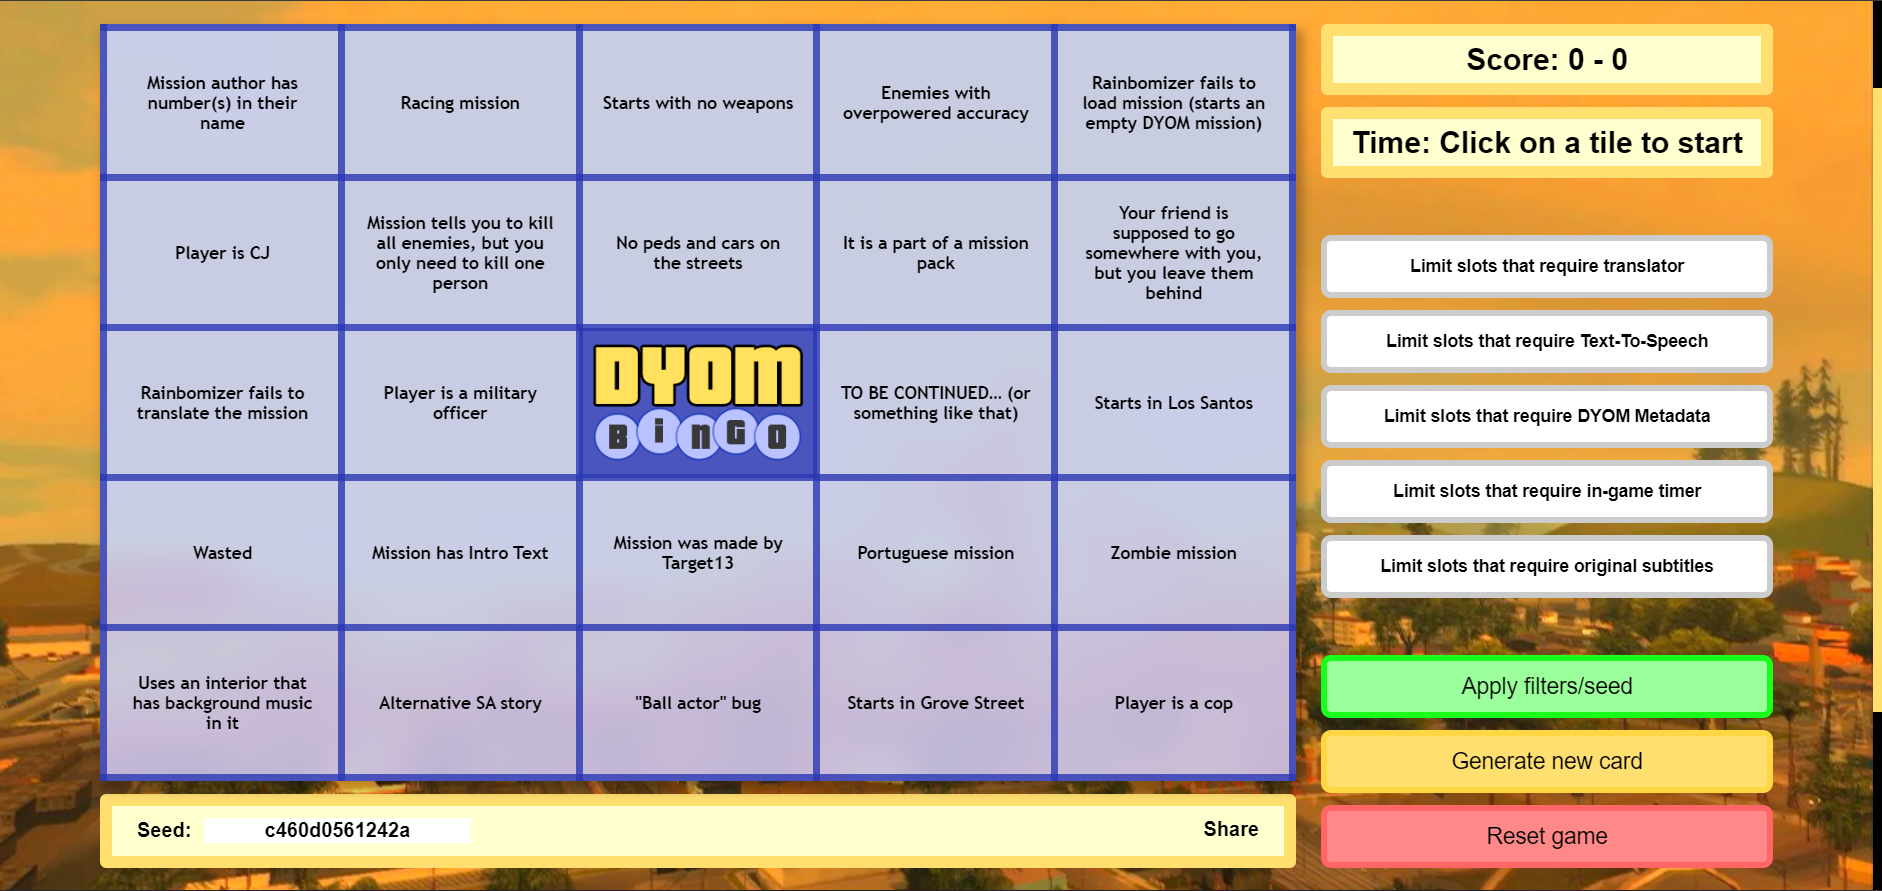 Mission author has
number(s) in their
name
Racing mission
Starts with no weapons
Enemies with
overpowered accuracy
Rainbomizer fails to
load mission (starts an
empty DYOM mission)
Player is CJ
Mission tells you to kill
all enemies, but you
only need to kill one
person
No peds and cars on
the streets
It is a part of a mission
pack
Your friend is
supposed to go
somewhere with you,
but you leave them
behind
Rainbomizer fails to
translate the mission
Player is a military
officer
DYOM
BiNGO
TO BE CONTINUED... (or
something like that)
Starts in Los Santos
Wasted
Mission has Intro Text
Mission was made by
Target13
Portuguese mission
Zombie mission
Uses an interior that
has background music
in it
Alternative SA story
"Ball actor" bug
Starts in Grove Street
Player is a cop
Seed: c460d0561242a
Share
Score: 0 - 0
Time: Click on a tile to start
Limit slots that require translator
Limit slots that require Text-To-Speech
Limit slots that require DYOM Metadata
Limit slots that require in-game timer
Limit slots that require original subtitles
Apply filters/seed
Generate new card
Reset game